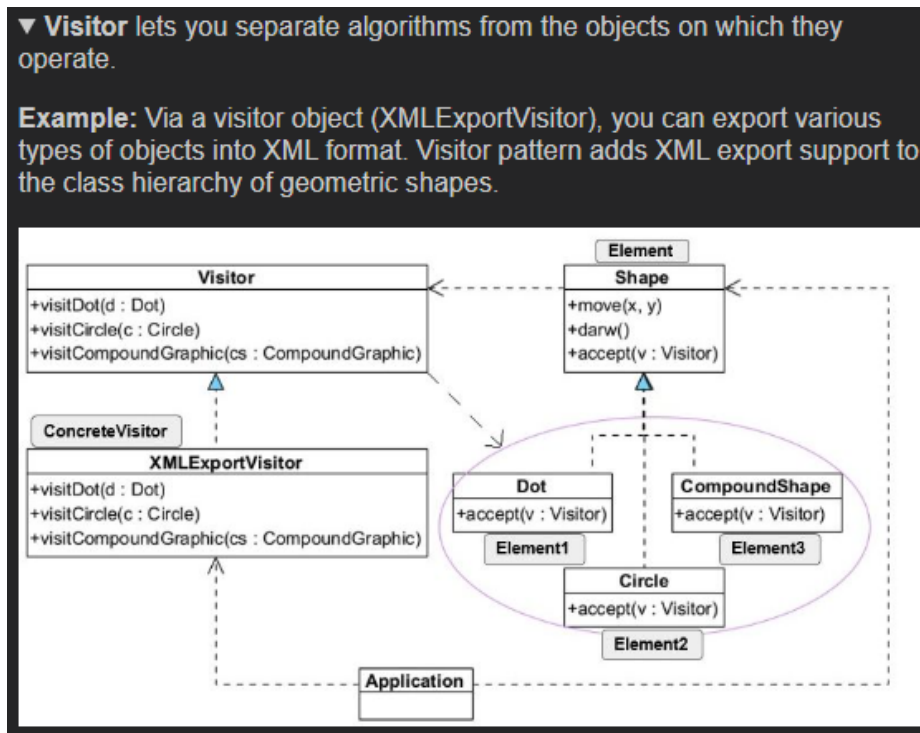 ▼ Visitor lets you separate algorithms from the objects on which they
operate.
Example: Via a visitor object (XMLExportVisitor), you can export various
types of objects into XML format. Visitor pattern adds XML export support to
the class hierarchy of geometric shapes.
Visitor
+visitDot(d : Dot)
+visitCircle(c : Circle)
+visitCompoundGraphic(cs : CompoundGraphic)
Element
Shape
+move(x, y)
+darw()
+accept(v : Visitor)
ConcreteVisitor
XMLExportVisitor
+visitDot(d : Dot)
+visitCircle(c : Circle)
+visitCompoundGraphic(cs : CompoundGraphic)
Dot
+accept(v : Visitor)
Element1
CompoundShape
+accept(v : Visitor)
Element3
Circle
+accept(v : Visitor)
Element2
Application